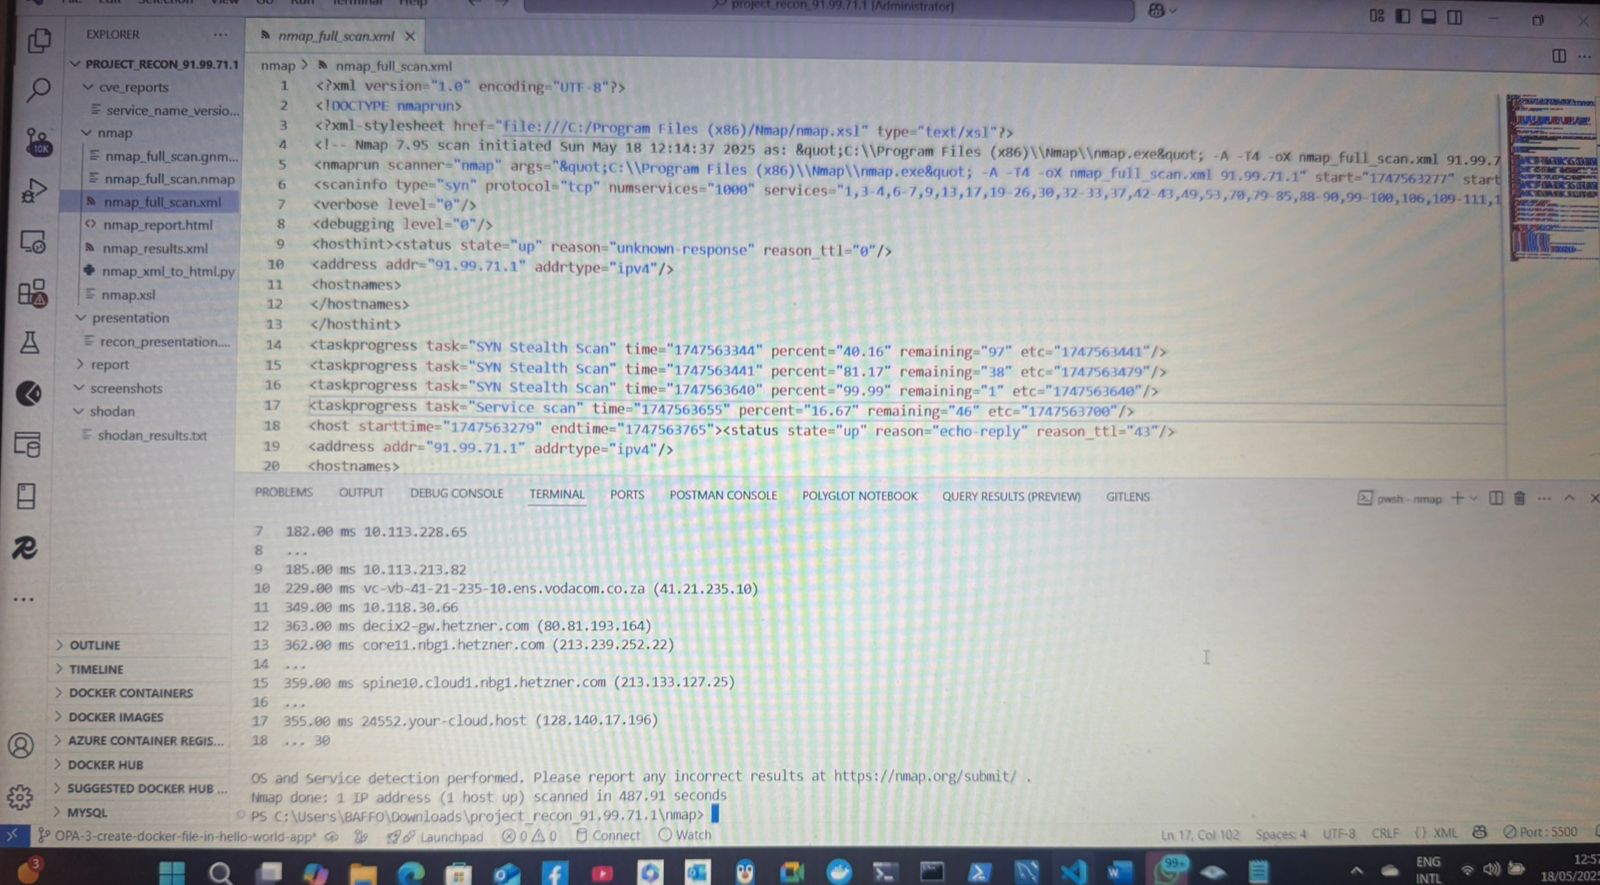 File Edit Selection View Go Run Terminal Help
project_recon_91.99.71.1 [Administrator]
EXPLORER
PROJECT_RECON_91.99.71.1
cve_reports
service_name_versio...
nmap
nmap_full_scan.gnm...
nmap_full_scan.nmap
nmap_full_scan.xml
nmap_report.html
nmap_results.xml
nmap_xml_to_html.py
nmap.xsl
presentation
recon_presentation....
report
screenshots
shodan
shodan_results.txt
OUTLINE
TIMELINE
DOCKER CONTAINERS
DOCKER IMAGES
AZURE CONTAINER REGIS...
DOCKER HUB
SUGGESTED DOCKER HUB ...
MYSQL
10K
nmap_full_scan.xml
nmap > nmap_full_scan.xml
1 <?xml version="1.0" encoding="UTF-8"?>
2 <!DOCTYPE nmaprun>
3 <?xml-stylesheet href="file:///C:/Program Files (x86)/Nmap/nmap.xsl" type="text/xsl"?>
4 <!-- Nmap 7.95 scan initiated Sun May 18 12:14:37 2025 as: &quot;C:\\Program Files (x86)\\Nmap\\nmap.exe&quot; -A -T4 -oX nmap_full_scan.xml 91.99.7
5 <nmaprun scanner="nmap" args="&quot;C:\\Program Files (x86)\\Nmap\\nmap.exe&quot; -A -T4 -oX nmap_full_scan.xml 91.99.71.1" start="1747563277" start
6 <scaninfo type="syn" protocol="tcp" numservices="1000" services="1,3-4,6-7,9,13,17,19-26,30,32-33,37,42-43,49,53,70,79-85,88-90,99-100,106,109-111,1
7 <verbose level="0"/>
8 <debugging level="0"/>
9 <hosthint><status state="up" reason="unknown-response" reason_ttl="0"/>
10 <address addr="91.99.71.1" addrtype="ipv4"/>
11 <hostnames>
12 </hostnames>
13 </hosthint>
14 <taskprogress task="SYN Stealth Scan" time="1747563344" percent="40.16" remaining="97" etc="1747563441"/>
15 <taskprogress task="SYN Stealth Scan" time="1747563441" percent="81.17" remaining="38" etc="1747563479"/>
16 <taskprogress task="SYN Stealth Scan" time="1747563640" percent="99.99" remaining="1" etc="1747563640"/>
17 <taskprogress task="Service scan" time="1747563655" percent="16.67" remaining="46" etc="1747563700"/>
18 <host starttime="1747563279" endtime="1747563765"><status state="up" reason="echo-reply" reason_ttl="43"/>
19 <address addr="91.99.71.1" addrtype="ipv4"/>
20 <hostnames>
PROBLEMS OUTPUT DEBUG CONSOLE TERMINAL PORTS POSTMAN CONSOLE POLYGLOT NOTEBOOK QUERY RESULTS (PREVIEW) GITLENS
pwsh - nmap
7 182.00 ms 10.113.228.65
8 ...
9 185.00 ms 10.113.213.82
10 229.00 ms vc-vb-41-21-235-10.ens.vodacom.co.za (41.21.235.10)
11 349.00 ms 10.118.30.66
12 363.00 ms decix2-gw.hetzner.com (80.81.193.164)
13 362.00 ms core11.nbg1.hetzner.com (213.239.252.22)
14 ...
15 359.00 ms spine10.cloud1.nbg1.hetzner.com (213.133.127.25)
16 ...
17 355.00 ms 24552.your-cloud.host (128.140.17.196)
18 ... 30
OS and Service detection performed. Please report any incorrect results at https://nmap.org/submit/ .
Nmap done: 1 IP address (1 host up) scanned in 487.91 seconds
PS C:\Users\BAFFO\Downloads\project_recon_91.99.71.1\nmap>
OPA-3-create-docker-file-in-hello-world-app* Launchpad 0 0 Connect Watch
Ln 17, Col 102 Spaces: 4 UTF-8 CRLF {} XML Port : 5500
3
99+
ENG
INTL
12:57
18/05/2025